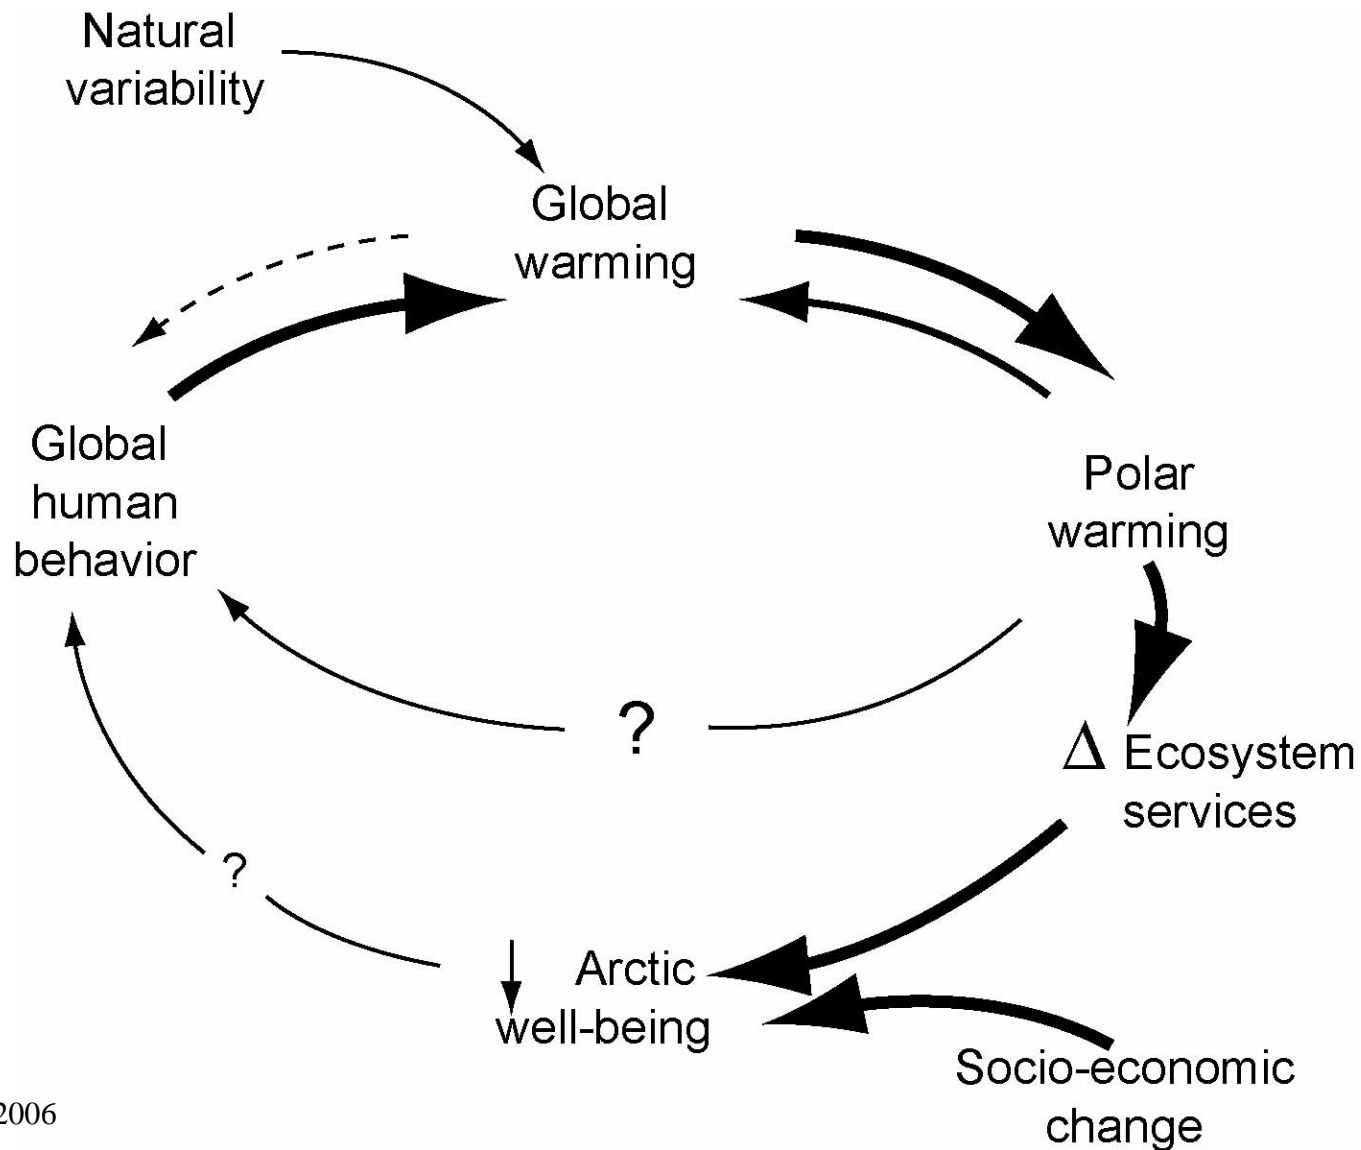 Natural
variability
Global
warming
Global
human
behavior
Polar
warming
?
Δ Ecosystem
services
?
Arctic
well-being
Socio-economic
change
2006